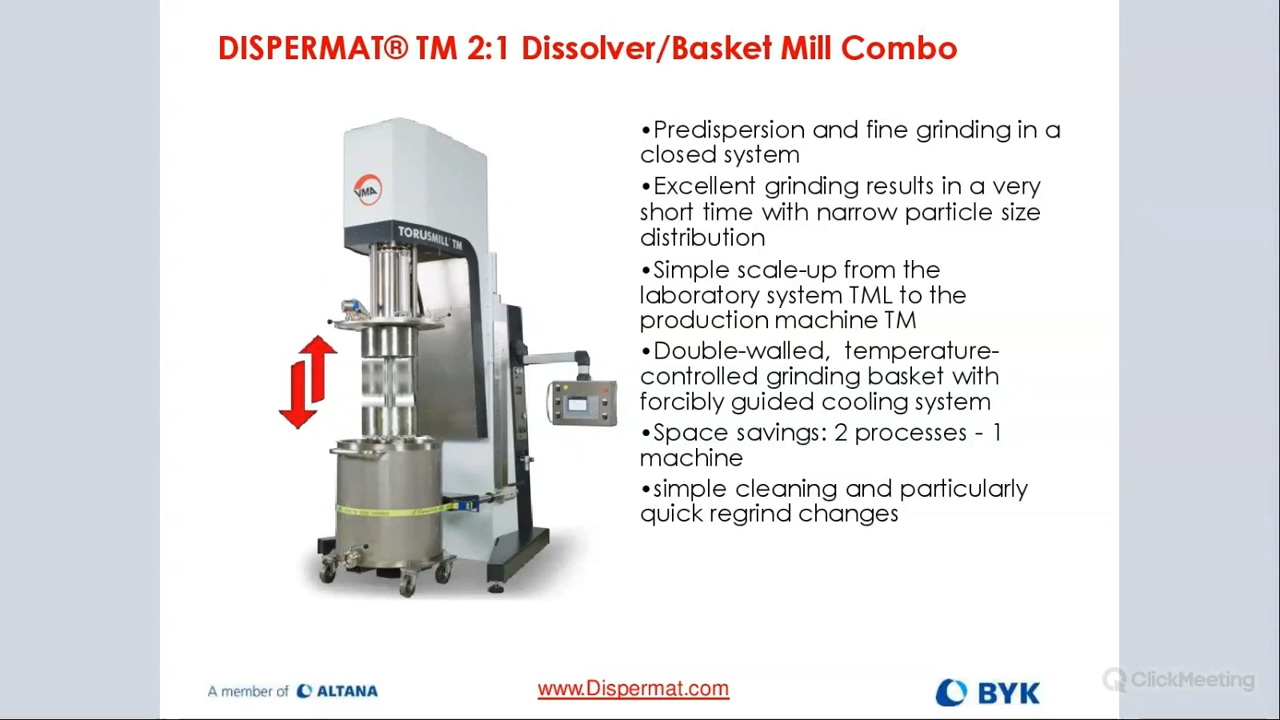 DISPERMAT® TM 2:1 Dissolver/Basket Mill Combo
VMA
TORUSMILL® TM
•Predispersion and fine grinding in a
closed system
•Excellent grinding results in a very
short time with narrow particle size
distribution
•Simple scale-up from the
laboratory system TML to the
production machine TM
•Double-walled, temperature-
controlled grinding basket with
forcibly guided cooling system
•Space savings: 2 processes - 1
machine
•simple cleaning and particularly
quick regrind changes
A member of ALTANA
www.Dispermat.com
BYK
ClickMeeting